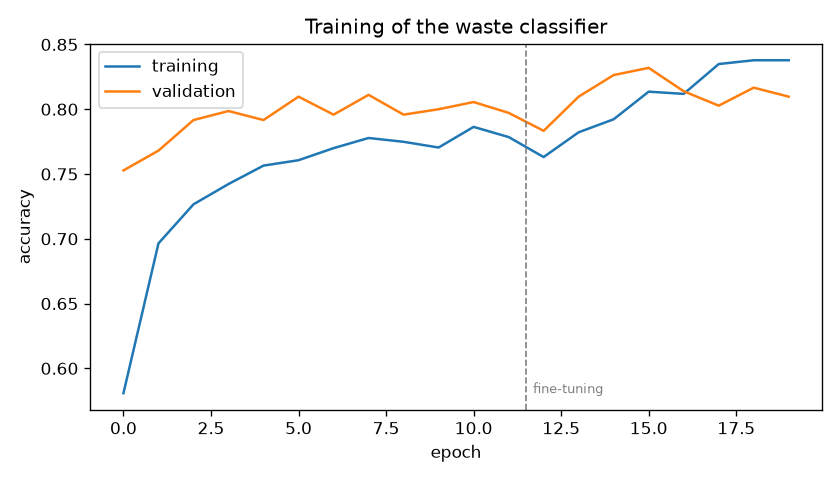 Training of the waste classifier
training
validation
accuracy
0.85
0.80
0.75
0.70
0.65
0.60
fine-tuning
0.0 2.5 5.0 7.5 10.0 12.5 15.0 17.5
epoch